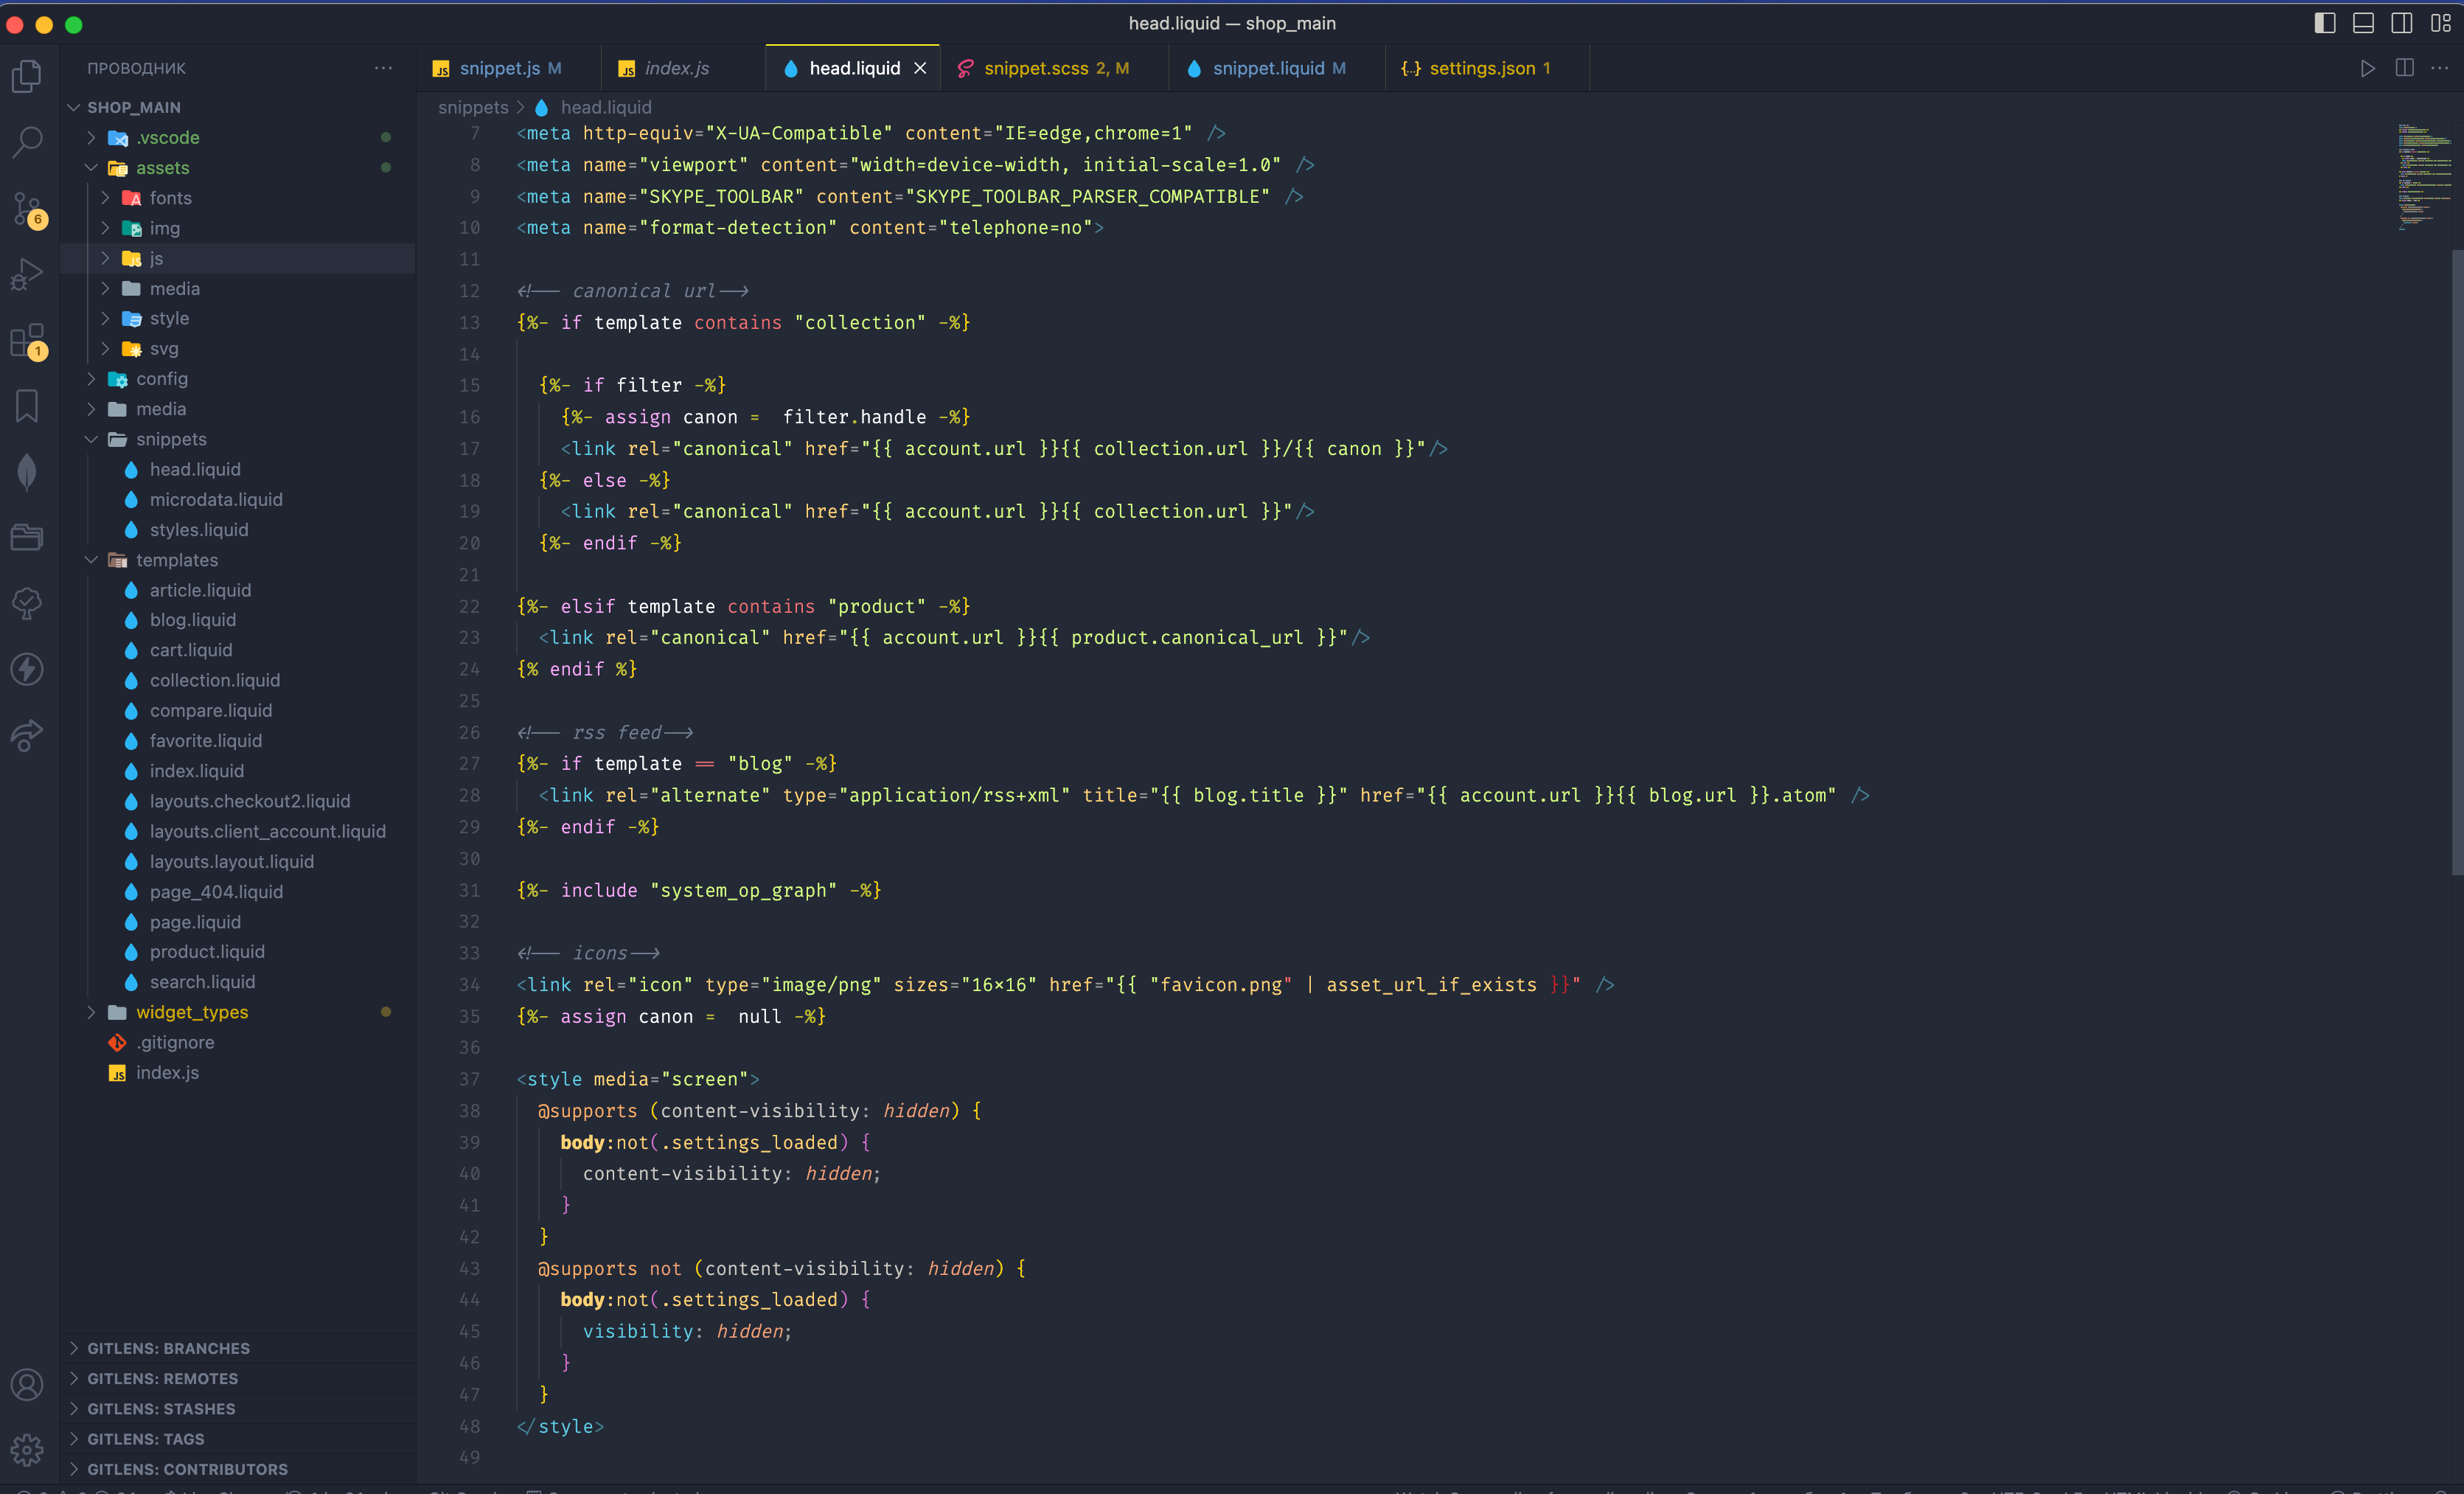 head.liquid — shop_main
ПРОВОДНИК ···
SHOP_MAIN
.vscode
assets
fonts
img
js
media
style
svg
config
media
snippets
head.liquid
microdata.liquid
styles.liquid
templates
article.liquid
blog.liquid
cart.liquid
collection.liquid
compare.liquid
favorite.liquid
index.liquid
layouts.checkout2.liquid
layouts.client_account.liquid
layouts.layout.liquid
page_404.liquid
page.liquid
product.liquid
search.liquid
widget_types
.gitignore
JS index.js
GITLENS: BRANCHES
GITLENS: REMOTES
GITLENS: STASHES
GITLENS: TAGS
GITLENS: CONTRIBUTORS
6
1
JS snippet.js M JS index.js head.liquid snippet.scss 2, M snippet.liquid M {..} settings.json 1
snippets > head.liquid
7 <meta http-equiv="X-UA-Compatible" content="IE=edge,chrome=1" />
8 <meta name="viewport" content="width=device-width, initial-scale=1.0" />
9 <meta name="SKYPE_TOOLBAR" content="SKYPE_TOOLBAR_PARSER_COMPATIBLE" />
10 <meta name="format-detection" content="telephone=no">
11
12 <!-- canonical url-->
13 {%- if template contains "collection" -%}
14
15 {%- if filter -%}
16 {%- assign canon =  filter.handle -%}
17 <link rel="canonical" href="{{ account.url }}{{ collection.url }}/{{ canon }}"/>
18 {%- else -%}
19 <link rel="canonical" href="{{ account.url }}{{ collection.url }}"/>
20 {%- endif -%}
21
22 {%- elsif template contains "product" -%}
23 <link rel="canonical" href="{{ account.url }}{{ product.canonical_url }}"/>
24 {% endif %}
25
26 <!-- rss feed-->
27 {%- if template == "blog" -%}
28 <link rel="alternate" type="application/rss+xml" title="{{ blog.title }}" href="{{ account.url }}{{ blog.url }}.atom" />
29 {%- endif -%}
30
31 {%- include "system_op_graph" -%}
32
33 <!-- icons-->
34 <link rel="icon" type="image/png" sizes="16×16" href="{{ "favicon.png" | asset_url_if_exists }}" />
35 {%- assign canon =  null -%}
36
37 <style media="screen">
38 @supports (content-visibility: hidden) {
39 body:not(.settings_loaded) {
40 content-visibility: hidden;
41 }
42 }
43 @supports not (content-visibility: hidden) {
44 body:not(.settings_loaded) {
45 visibility: hidden;
46 }
47 }
48 </style>
49